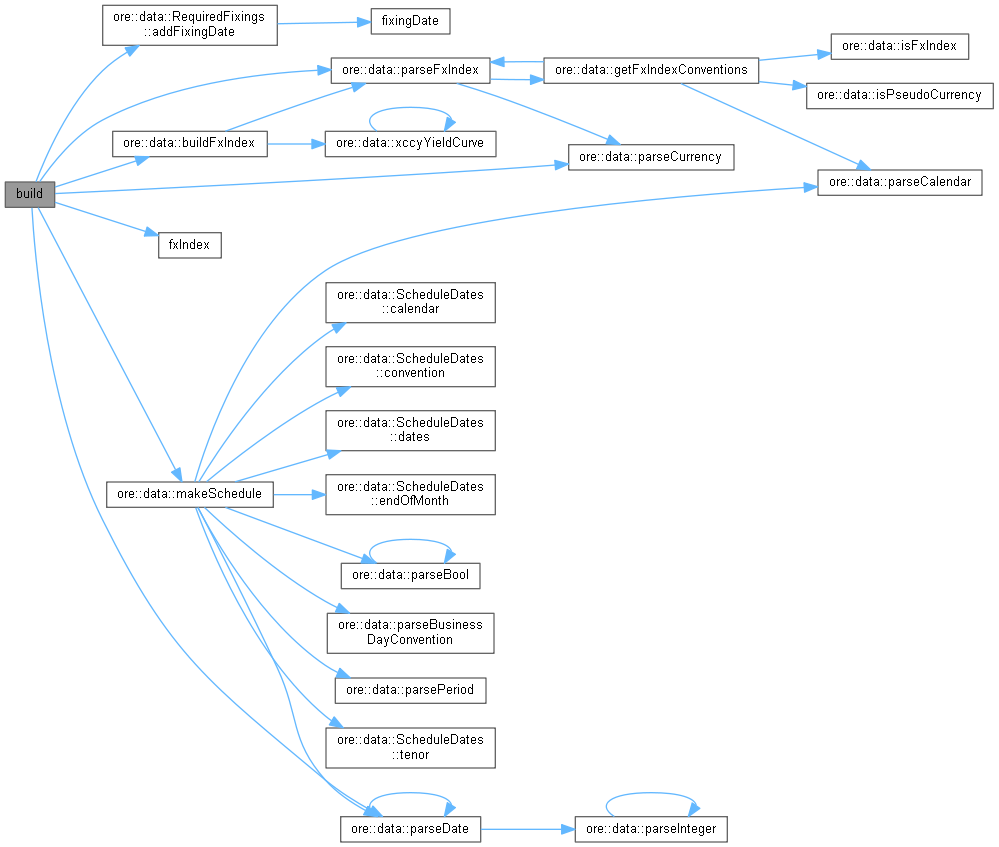 ore::data::RequiredFixings
::addFixingDate
fixingDate
ore::data::isFxIndex
ore::data::parseFxIndex
ore::data::getFxIndexConventions
ore::data::isPseudoCurrency
ore::data::buildFxIndex
ore::data::xccyYieldCurve
ore::data::parseCurrency
ore::data::parseCalendar
build
fxIndex
ore::data::ScheduleDates
::calendar
ore::data::ScheduleDates
::convention
ore::data::ScheduleDates
::dates
ore::data::makeSchedule
ore::data::ScheduleDates
::endOfMonth
ore::data::parseBool
ore::data::parseBusiness
DayConvention
ore::data::parsePeriod
ore::data::ScheduleDates
::tenor
ore::data::parseDate
ore::data::parseInteger